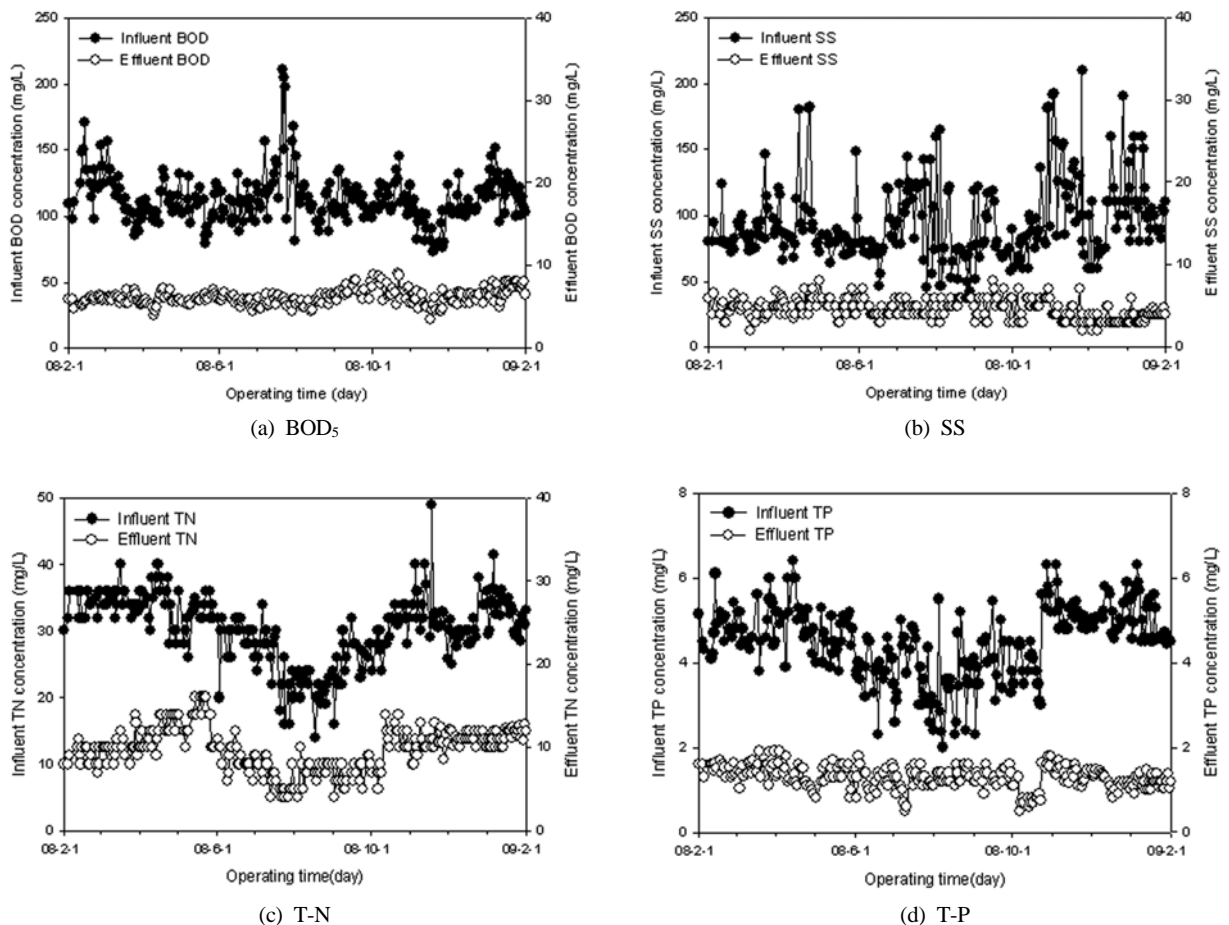 250
200
150
100
50
0
40
30
20
10
0
Influent BOD
Effluent BOD
Influent BOD concentration (mg/L)
Effluent BOD concentration (mg/L)
08-2-1
08-6-1
08-10-1
09-2-1
Operating time (day)
(a) BOD₅
250
200
150
100
50
0
40
30
20
10
0
Influent SS
Effluent SS
Influent SS concentration (mg/L)
Effluent SS concentration (mg/L)
08-2-1
08-6-1
08-10-1
09-2-1
Operating time (day)
(b) SS
50
40
30
20
10
0
40
30
20
10
0
Influent TN
Effluent TN
Influent TN concentration (mg/L)
Effluent TN concentration (mg/L)
08-2-1
08-6-1
08-10-1
09-2-1
Operating time(day)
(c) T-N
8
6
4
2
0
8
6
4
2
0
Influent TP
Effluent TP
Influent TP concentration (mg/L)
Effluent TP concentration (mg/L)
08-2-1
08-6-1
08-10-1
09-2-1
Operating time(day)
(d) T-P